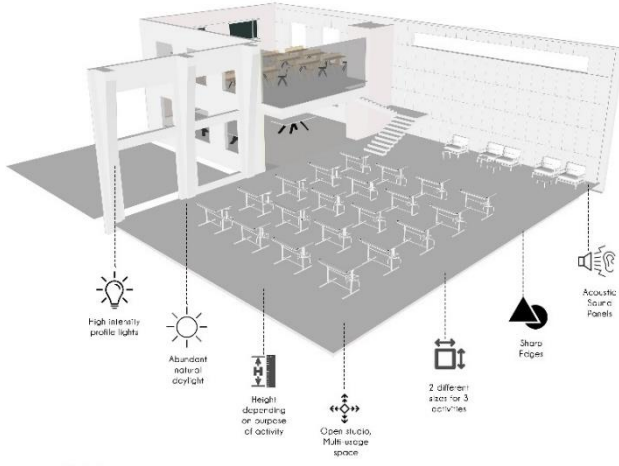 High intensity
profile lights
Abundant
natural
daylight
H
Height
depending
on purpose
of activity
Open studio,
Multi-usage
space
2 different
sizes for 3
activities
Sharp
Edges
Acoustic
Sound
Panels